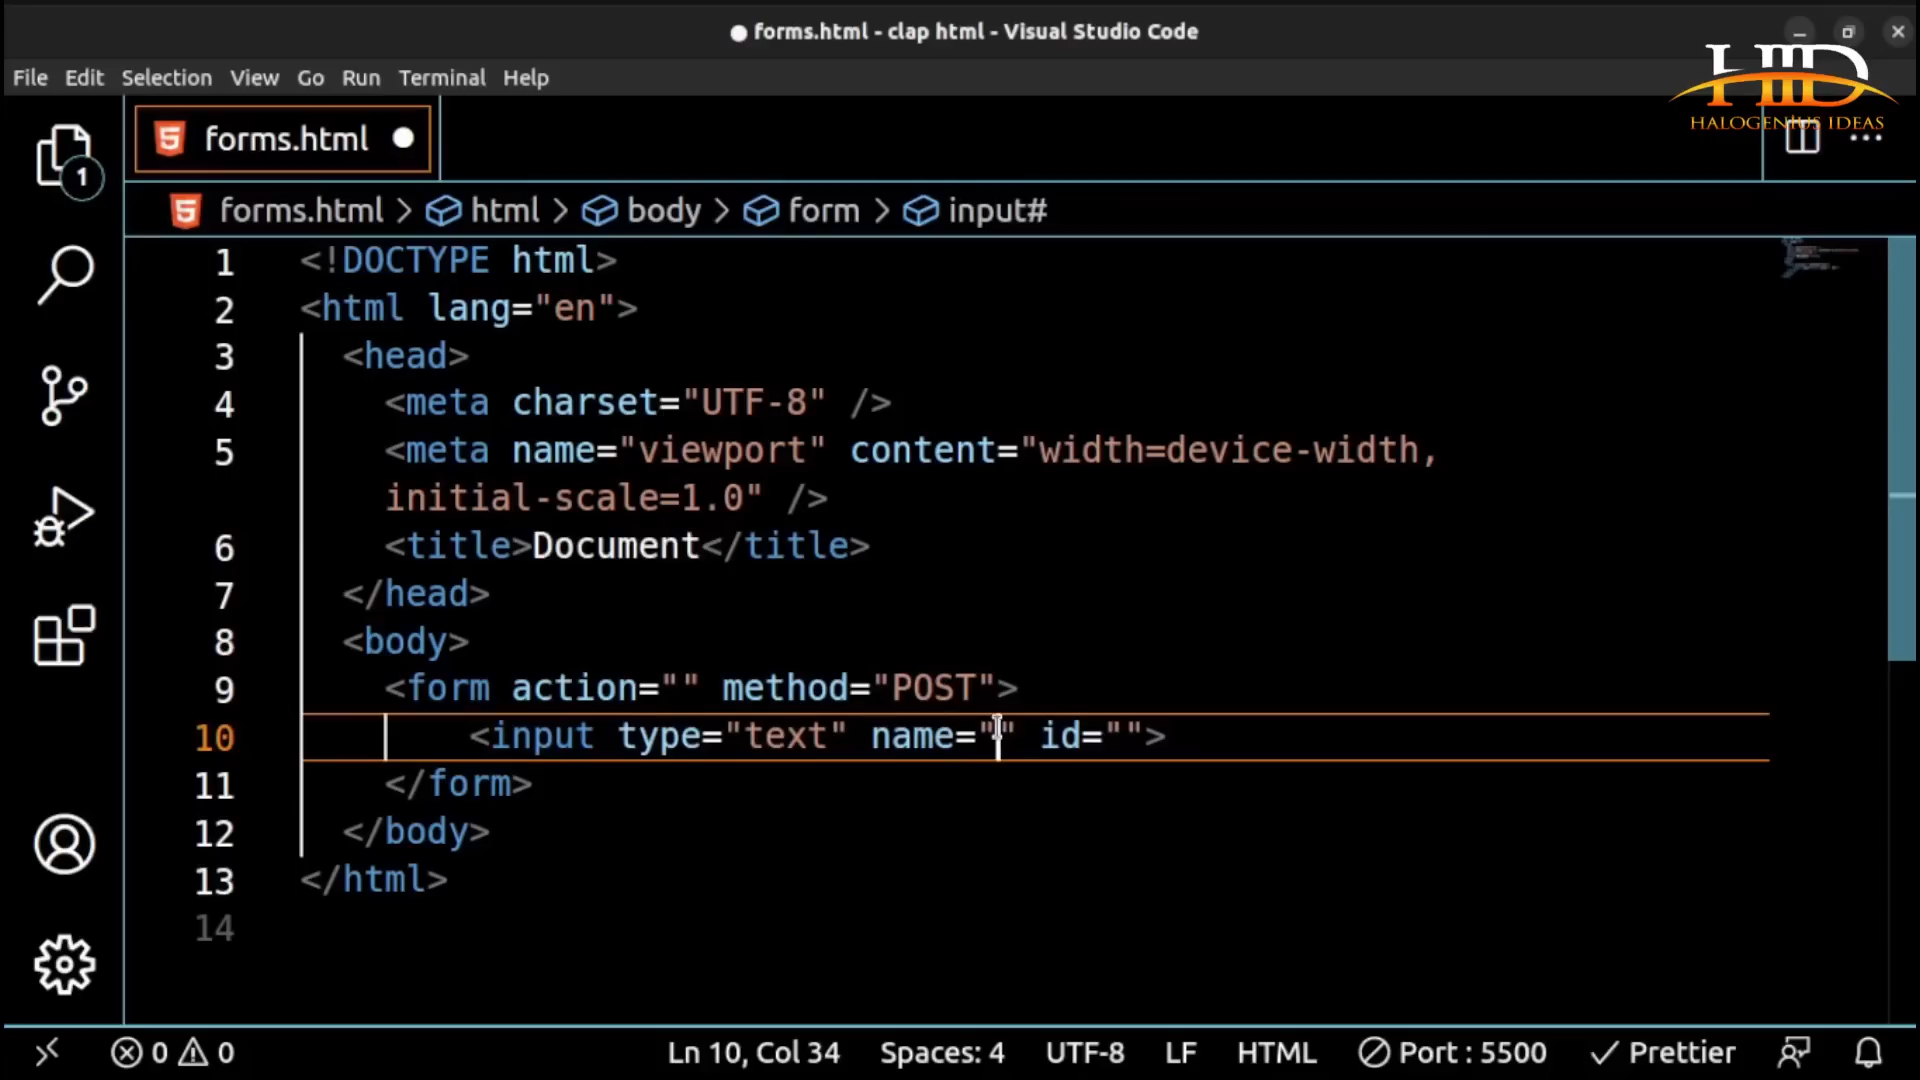 forms.html - clap html - Visual Studio Code
File Edit Selection View Go Run Terminal Help
HID
HALOGENIUS IDEAS
forms.html
1
forms.html > html > body > form > input#
1 <!DOCTYPE html>
2 <html lang="en">
3 <head>
4 <meta charset="UTF-8" />
5 <meta name="viewport" content="width=device-width,
initial-scale=1.0" />
6 <title>Document</title>
7 </head>
8 <body>
9 <form action="" method="POST">
10 <input type="text" name="" id="">
11 </form>
12 </body>
13 </html>
14
0 0 Ln 10, Col 34 Spaces: 4 UTF-8 LF HTML Port : 5500 Prettier